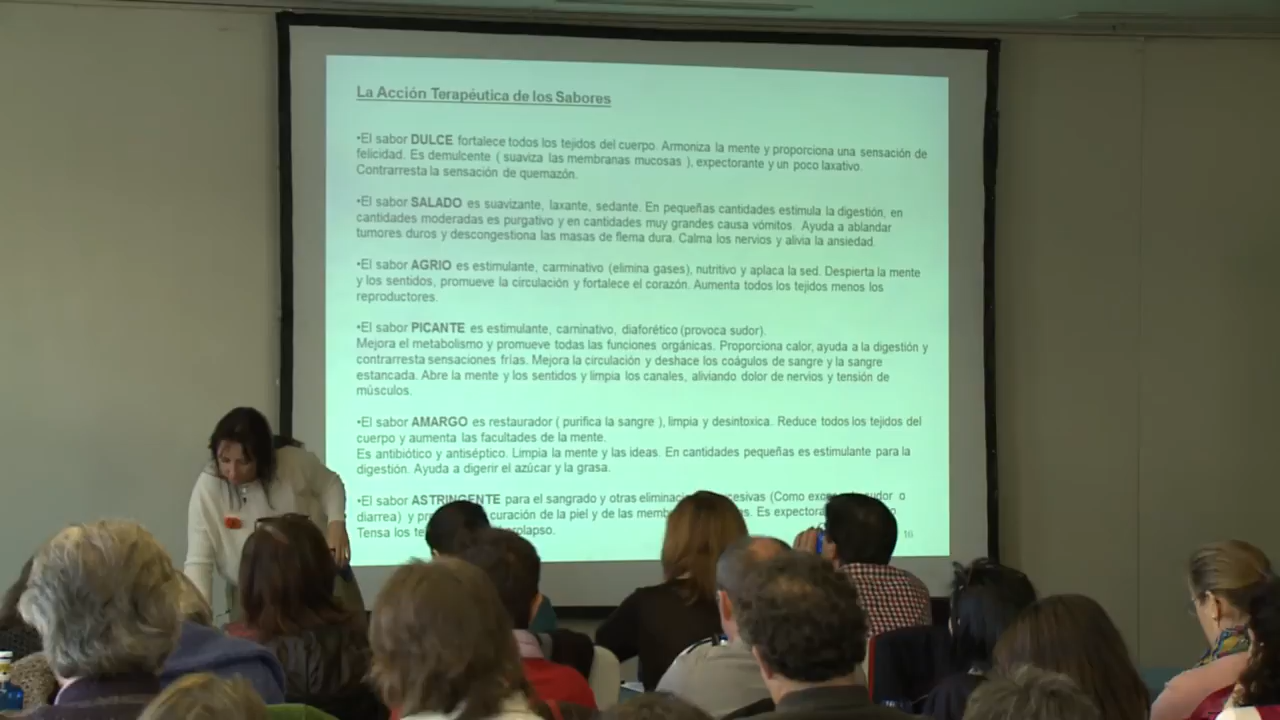 La Acción Terapéutica de los Sabores
•El sabor DULCE fortalece todos los tejidos del cuerpo. Armoniza la mente y proporciona una sensación de
felicidad. Es demulcente ( suaviza las membranas mucosas ), expectorante y un poco laxativo.
Contrarresta la sensación de quemazón.
•El sabor SALADO es suavizante, laxante, sedante. En pequeñas cantidades estimula la digestión, en
cantidades moderadas es purgativo y en cantidades muy grandes causa vómitos. Ayuda a ablandar
tumores duros y descongestiona las masas de flema dura. Calma los nervios y alivia la ansiedad.
•El sabor AGRIO es estimulante, carminativo (elimina gases), nutritivo y aplaca la sed. Despierta la mente
y los sentidos, promueve la circulación y fortalece el corazón. Aumenta todos los tejidos menos los
reproductores.
•El sabor PICANTE es estimulante, carminativo, diaforético (provoca sudor).
Mejora el metabolismo y promueve todas las funciones orgánicas. Proporciona calor, ayuda a la digestión y
contrarresta sensaciones frías. Mejora la circulación y deshace los coágulos de sangre y la sangre
estancada. Abre la mente y los sentidos y limpia los canales, aliviando dolor de nervios y tensión de
músculos.
•El sabor AMARGO es restaurador ( purifica la sangre ), limpia y desintoxica. Reduce todos los tejidos del
cuerpo y aumenta las facultades de la mente.
Es antibiótico y antiséptico. Limpia la mente y las ideas. En cantidades pequeñas es estimulante para la
digestión. Ayuda a digerir el azúcar y la grasa.
•El sabor ASTRINGENTE para el sangrado y otras (Como sudor o
diarrea) y curación de la piel y de las Es
Tensa los
16